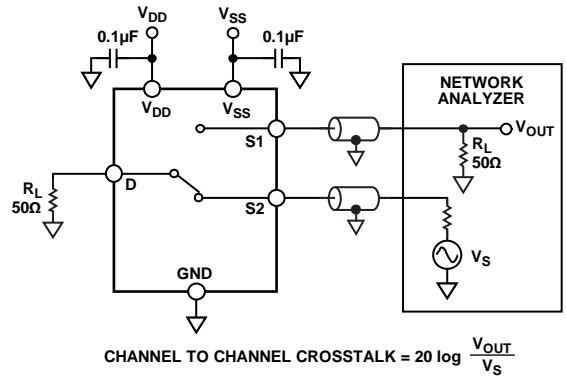 VDD
VSS
0.1µF
0.1µF
VDD
VSS
NETWORK
ANALYZER
S1
VOUT
RL
50Ω
RL
50Ω
D
S2
VS
GND
CHANNEL TO CHANNEL CROSSTALK = 20 log VOUT
VS